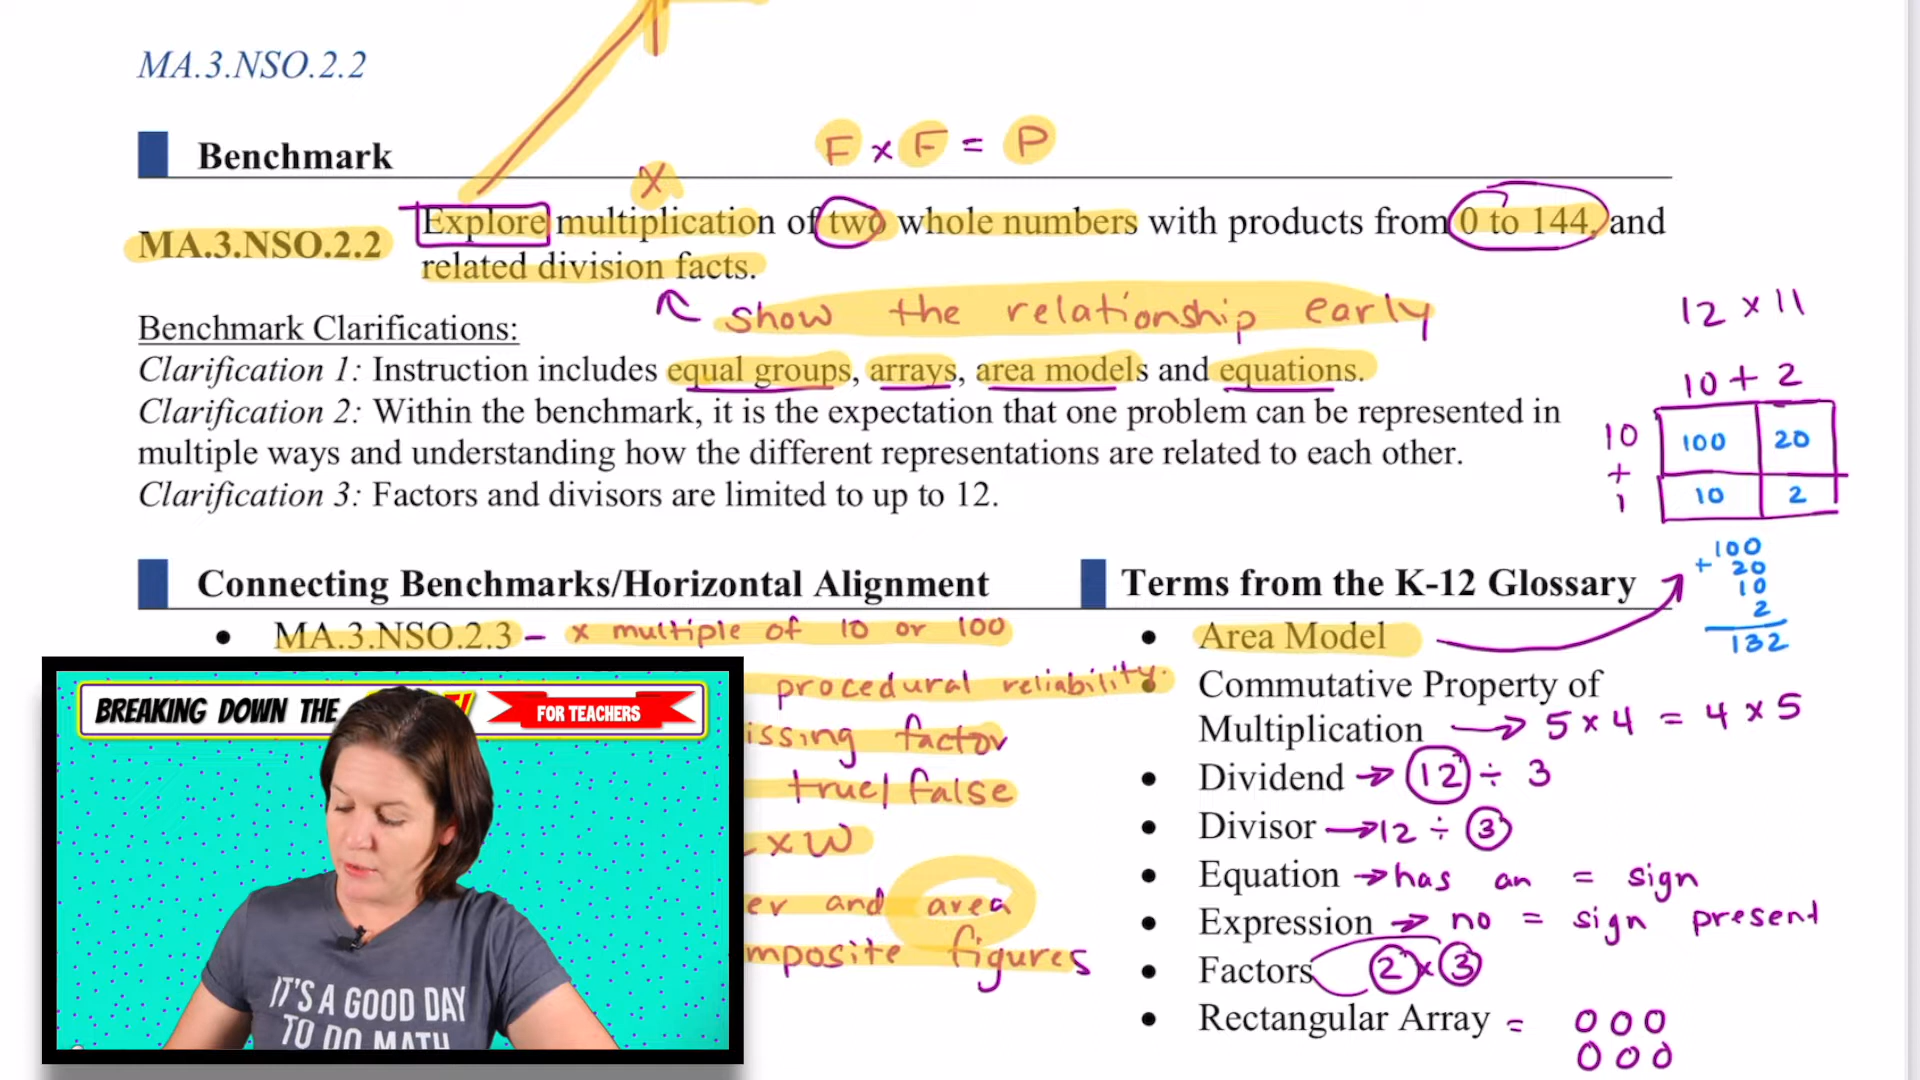 MA.3.NSO.2.2
F x F = P
Benchmark
x
MA.3.NSO.2.2 Explore multiplication of two whole numbers with products from 0 to 144, and
related division facts.
show the relationship early
Benchmark Clarifications:
Clarification 1: Instruction includes equal groups, arrays, area models and equations.
Clarification 2: Within the benchmark, it is the expectation that one problem can be represented in
multiple ways and understanding how the different representations are related to each other.
Clarification 3: Factors and divisors are limited to up to 12.
12 x 11
10 + 2
10 100 20
+
1 10 2
100
+ 20
10
2
132
Connecting Benchmarks/Horizontal Alignment
MA.3.NSO.2.3 - x multiple of 10 or 100
procedural reliability.
issing factor
true/false
x W
er and area
mposite figures
Terms from the K-12 Glossary
Area Model
Commutative Property of
Multiplication → 5 x 4 = 4 x 5
Dividend → 12 ÷ 3
Divisor → 12 ÷ 3
Equation → has an = sign
Expression → no = sign present
Factors 2 x 3
Rectangular Array = 000
000
BREAKING DOWN THE
FOR TEACHERS
IT'S A GOOD DAY
TO DO MATH